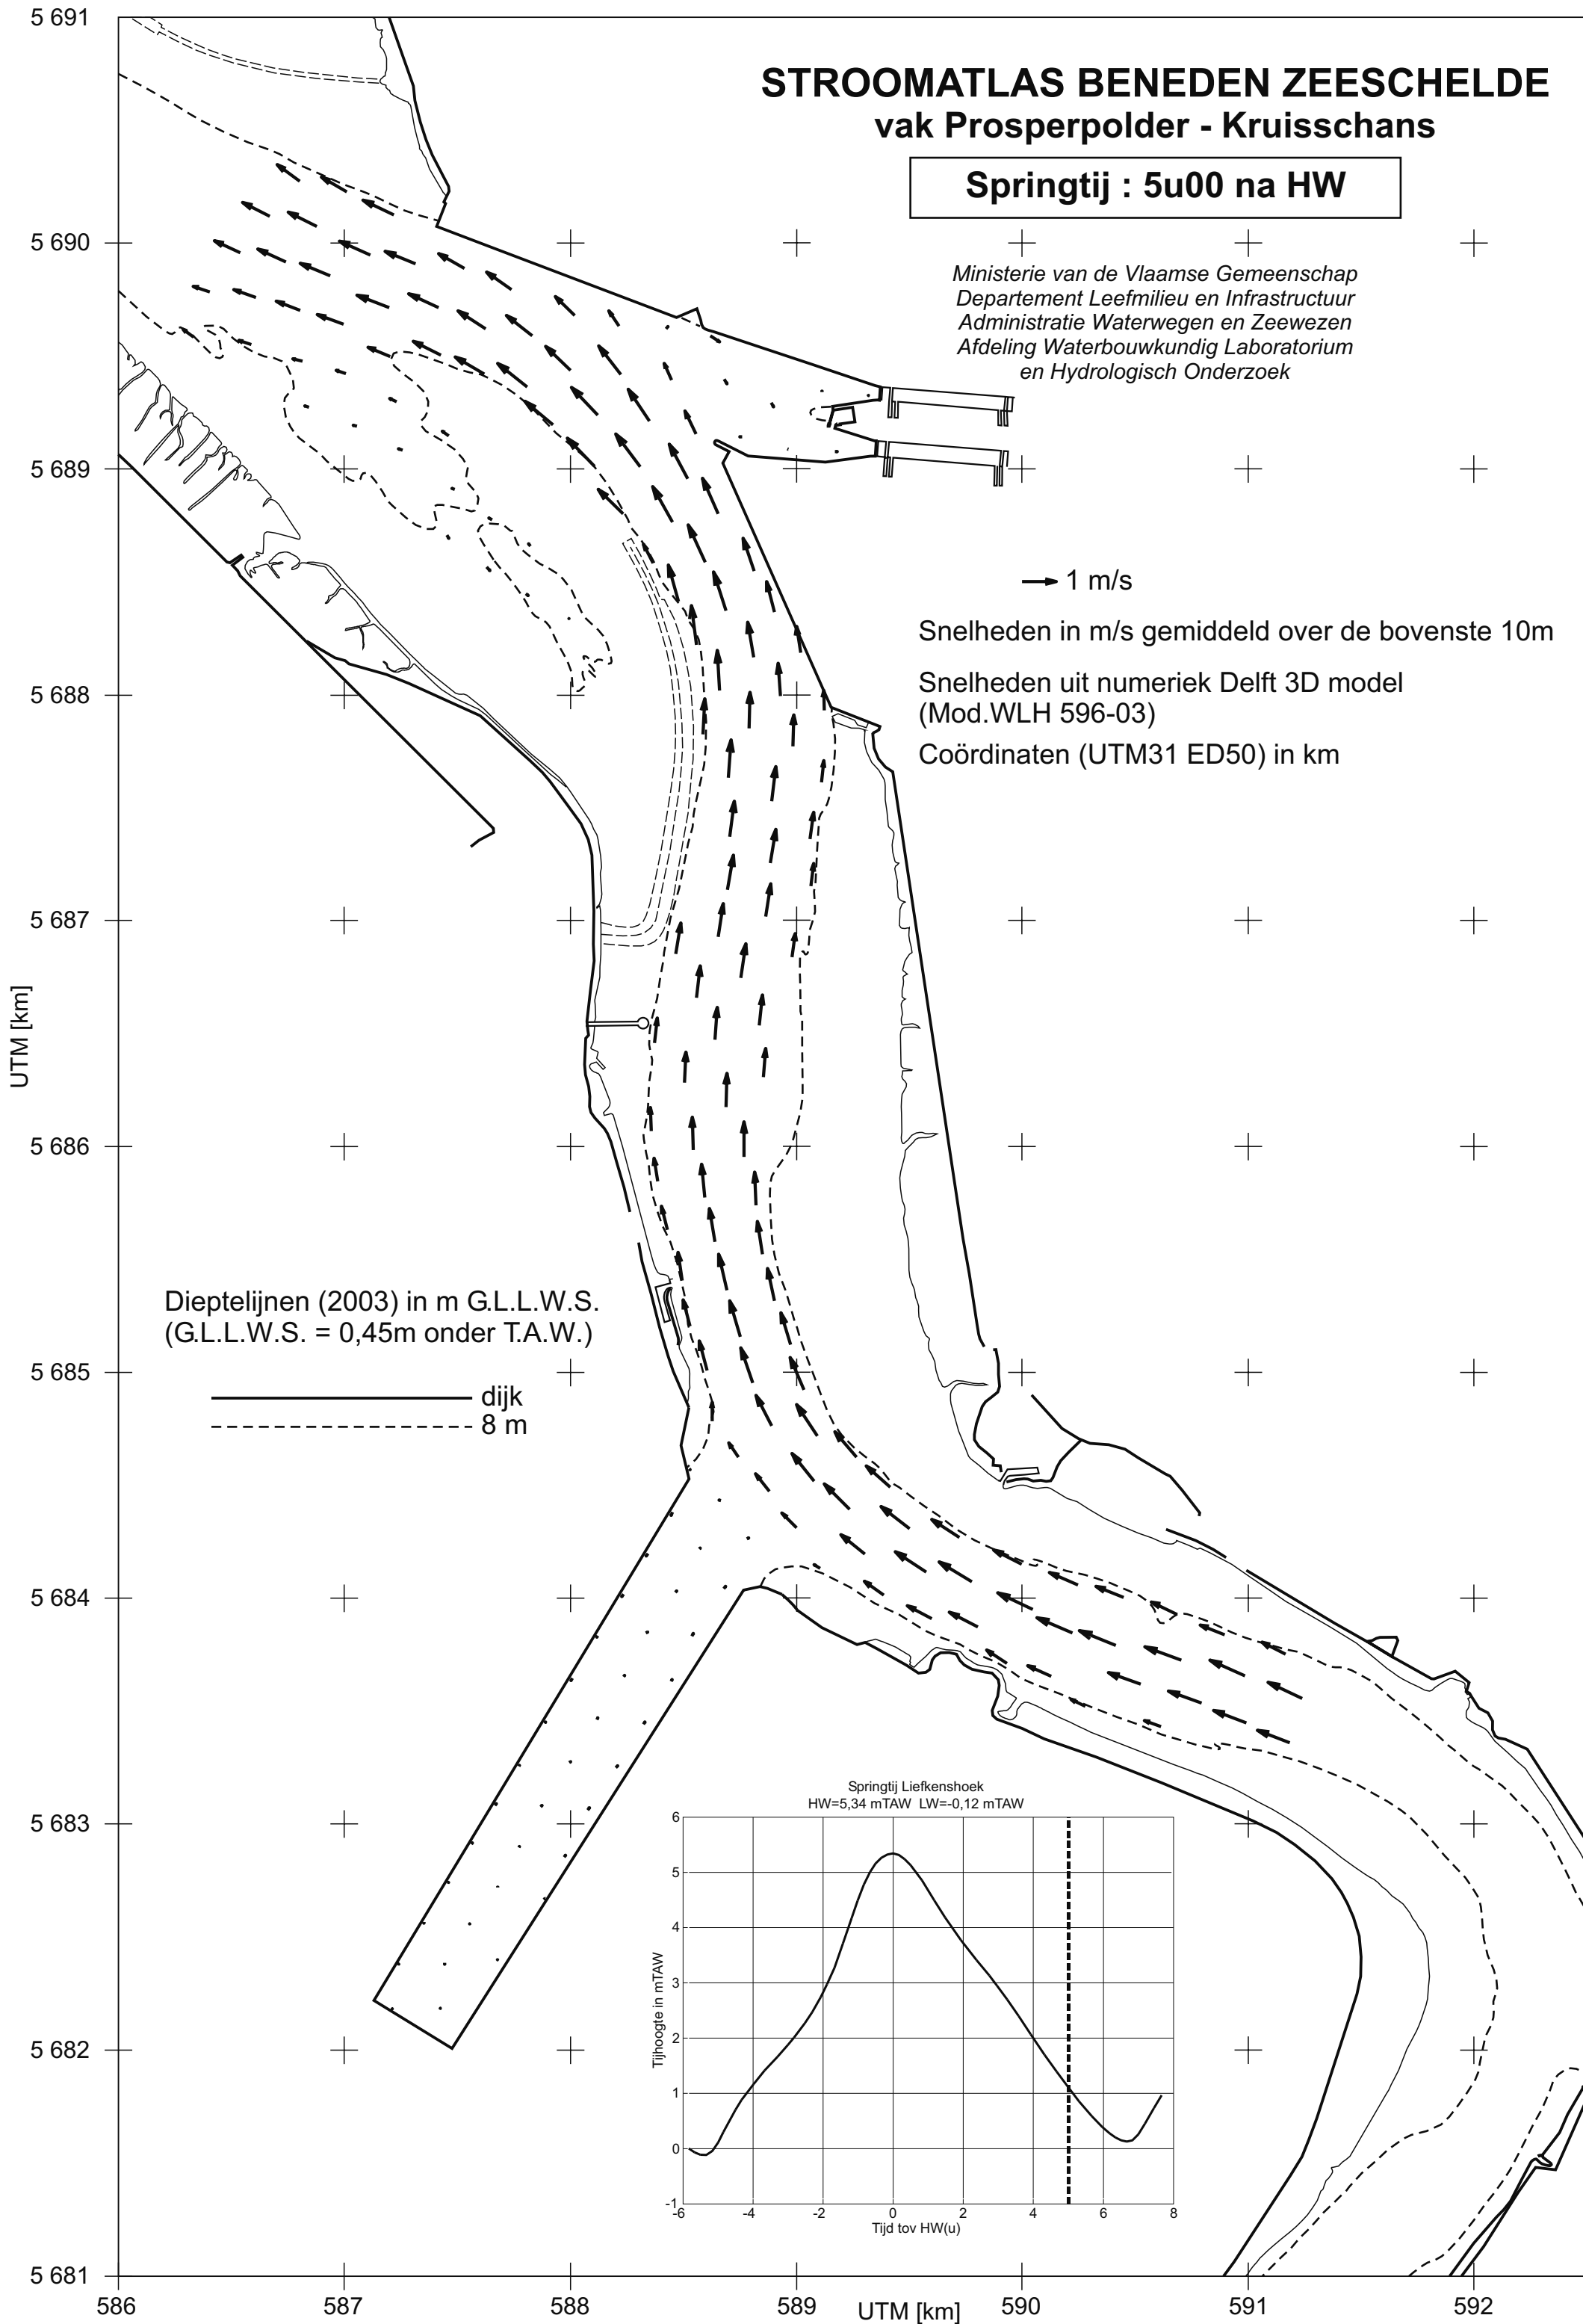 STROOMATLAS BENEDEN ZEESCHELDE
vak Prosperpolder - Kruisschans
Springtij : 5u00 na HW
Ministerie van de Vlaamse Gemeenschap
Departement Leefmilieu en Infrastructuur
Administratie Waterwegen en Zeewezen
Afdeling Waterbouwkundig Laboratorium
en Hydrologisch Onderzoek
1 m/s
Snelheden in m/s gemiddeld over de bovenste 10m
Snelheden uit numeriek Delft 3D model
(Mod.WLH 596-03)
Coördinaten (UTM31 ED50) in km
Dieptelijnen (2003) in m G.L.L.W.S.
(G.L.L.W.S. = 0,45m onder T.A.W.)
dijk
8 m
5 691
5 690
5 689
5 688
5 687
5 686
5 685
5 684
5 683
5 682
5 681
UTM [km]
586 587 588 589 590 591 592
UTM [km]
Springtij Liefkenshoek
HW=5,34 mTAW LW=-0,12 mTAW
6
5
4
3
2
1
0
-1
Tijhoogte in mTAW
-6 -4 -2 0 2 4 6 8
Tijd tov HW(u)